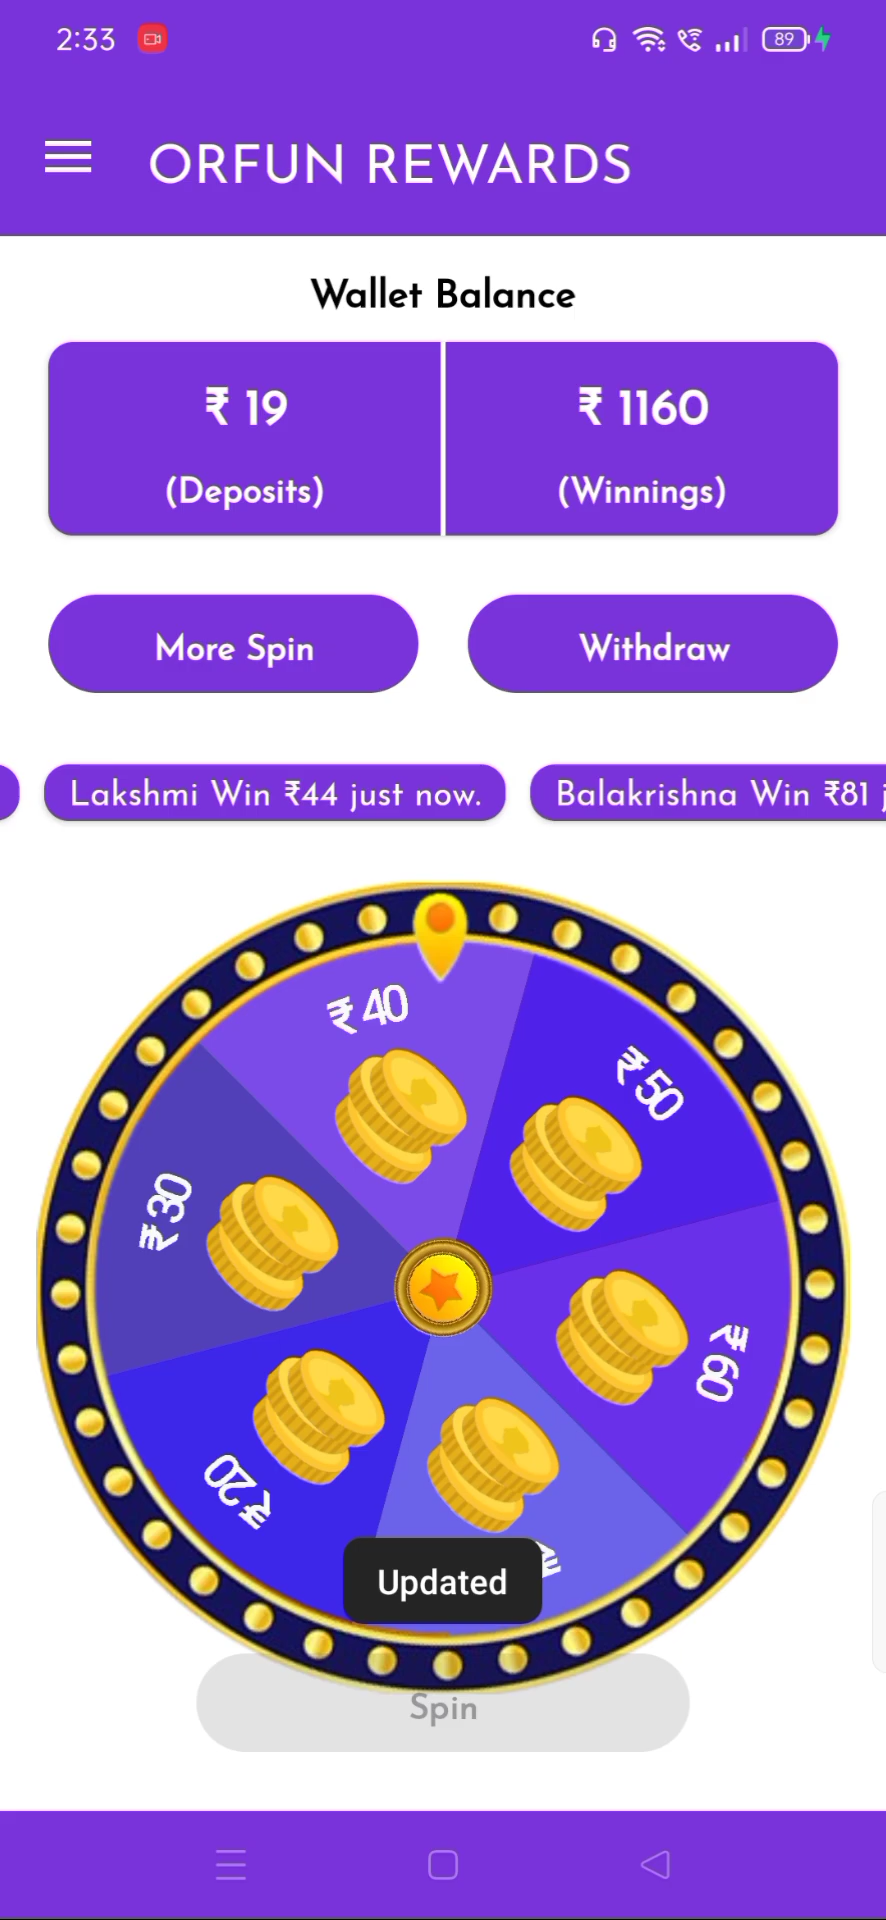 2:33
89
ORFUN REWARDS
Wallet Balance
₹ 19
(Deposits)
₹ 1160
(Winnings)
More Spin
Withdraw
Lakshmi Win ₹44 just now.
Balakrishna Win ₹81 j
₹40
₹50
₹30
₹60
₹20
₹
Updated
Spin